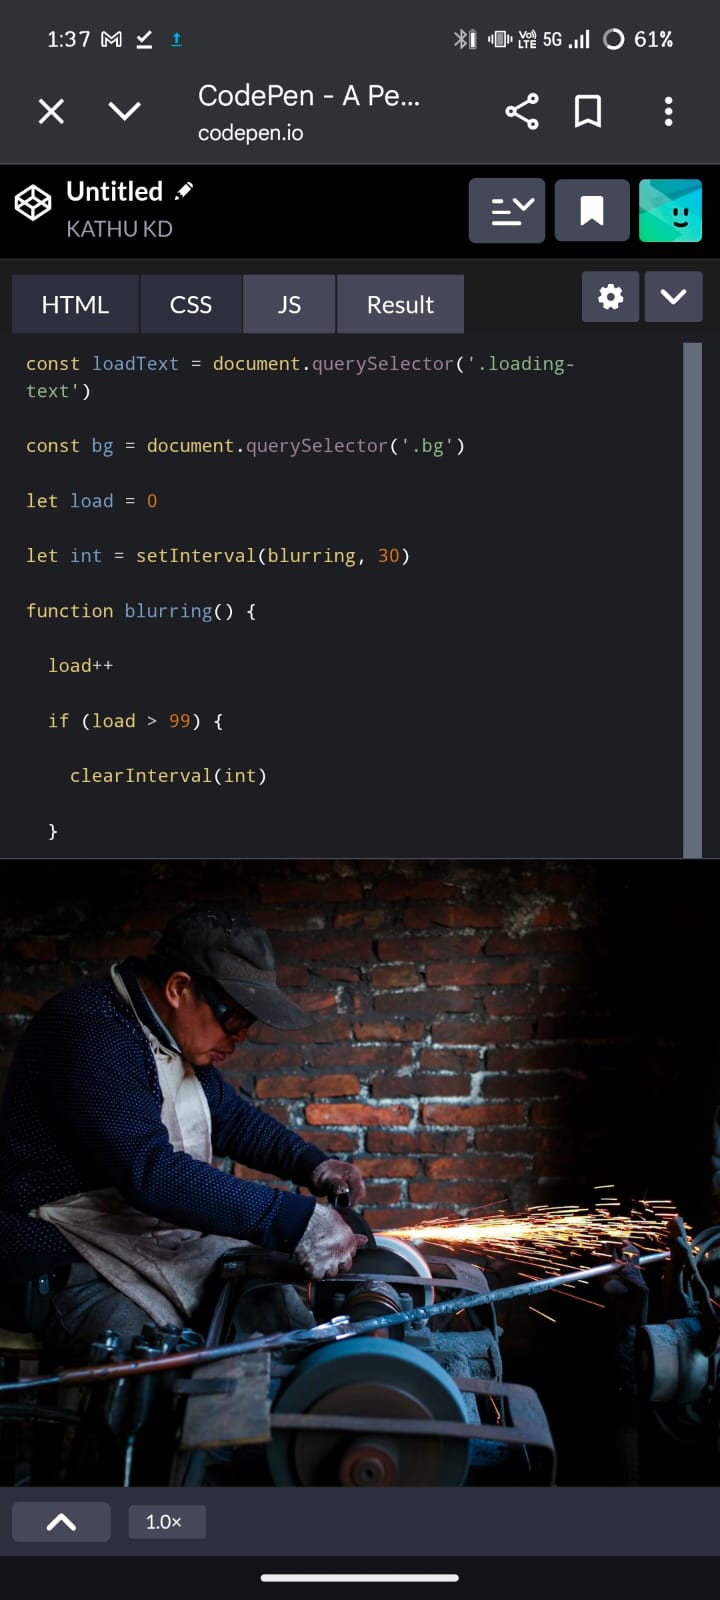 1:37 Vo) LTE 5G 61%
CodePen - A Pe...
codepen.io
Untitled
KATHU KD
HTML CSS JS Result
const loadText = document.querySelector('.loading-
text')
const bg = document.querySelector('.bg')
let load = 0
let int = setInterval(blurring, 30)
function blurring() {
load++
if (load > 99) {
clearInterval(int)
}
1.0×